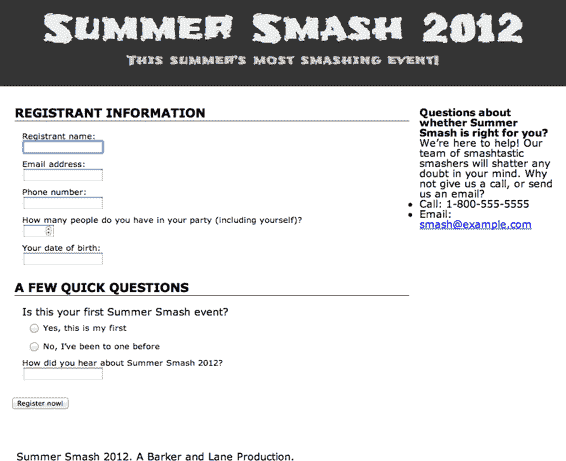 SUMMER SMASH 2012
THIS SUMMER'S MOST SMASHING EVENT!
REGISTRANT INFORMATION
Registrant name:
Email address:
Phone number:
How many people do you have in your party (including yourself)?
Your date of birth:
A FEW QUICK QUESTIONS
Is this your first Summer Smash event?
Yes, this is my first
No, I've been to one before
How did you hear about Summer Smash 2012?
Register now!
Questions about
whether Summer
Smash is right for you?
We're here to help! Our
team of smashtastic
smashers will shatter any
doubt in your mind. Why
not give us a call, or send
us an email?
Call: 1-800-555-5555
Email:
smash@example.com
Summer Smash 2012. A Barker and Lane Production.